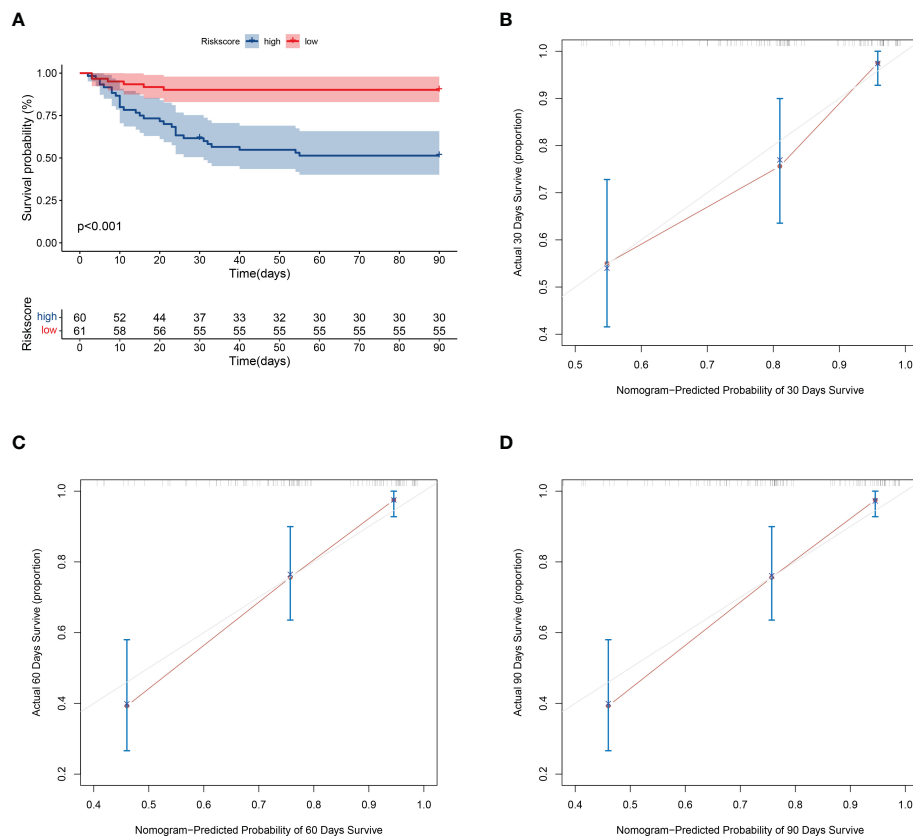 A
Riskscore high low
1.00
0.75
0.50
0.25
0.00
Survival probability (%)
p<0.001
0 10 20 30 40 50 60 70 80 90
Time(days)
Riskscore
high 60 52 44 37 33 32 30 30 30 30
low 61 58 56 55 55 55 55 55 55 55
0 10 20 30 40 50 60 70 80 90
Time(days)
B
1.0
0.9
0.8
0.7
0.6
0.5
0.4
Actual 30 Days Survive (proportion)
0.5 0.6 0.7 0.8 0.9 1.0
Nomogram−Predicted Probability of 30 Days Survive
C
1.0
0.8
0.6
0.4
0.2
Actual 60 Days Survive (proportion)
0.4 0.5 0.6 0.7 0.8 0.9 1.0
Nomogram−Predicted Probability of 60 Days Survive
D
1.0
0.8
0.6
0.4
0.2
Actual 90 Days Survive (proportion)
0.4 0.5 0.6 0.7 0.8 0.9 1.0
Nomogram−Predicted Probability of 90 Days Survive